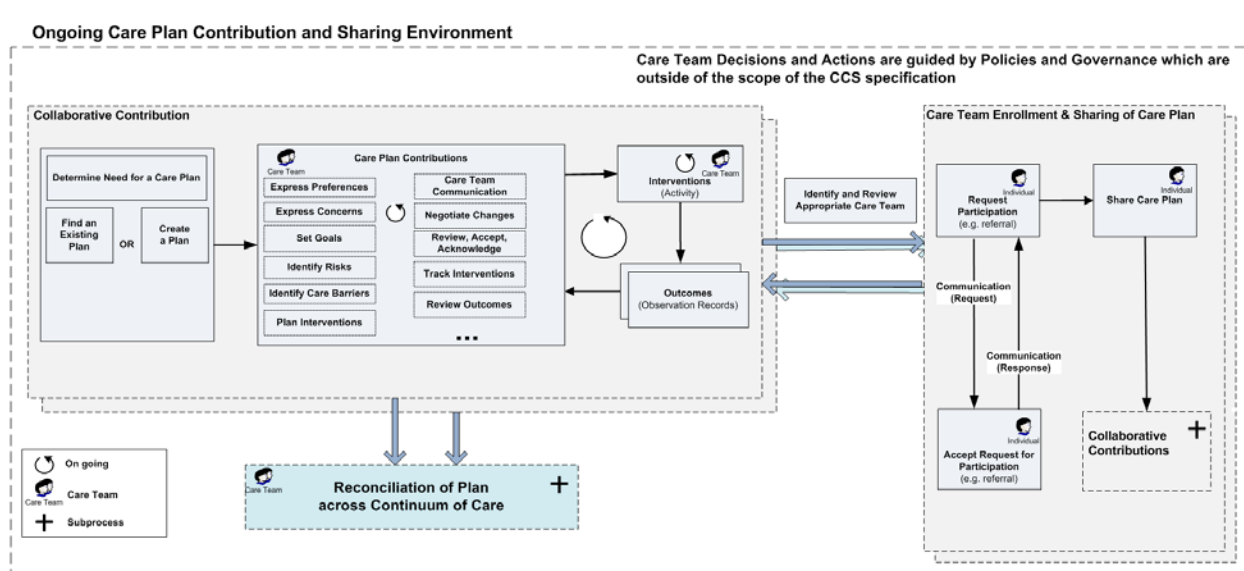 Ongoing Care Plan Contribution and Sharing Environment
Care Team Decisions and Actions are guided by Policies and Governance which are
outside of the scope of the CCS specification
Collaborative Contribution
Determine Need for a Care Plan
Find an
Existing
Plan
OR
Create
a Plan
Care Team
Care Plan Contributions
Express Preferences
Express Concerns
Set Goals
Identify Risks
Identify Care Barriers
Plan Interventions
Care Team
Communication
Negotiate Changes
Review, Accept,
Acknowledge
Track Interventions
Review Outcomes
...
Care Team
Interventions
(Activity)
Outcomes
(Observation Records)
Identify and Review
Appropriate Care Team
Care Team Enrollment & Sharing of Care Plan
Individual
Request
Participation
(e.g. referral)
Individual
Share Care Plan
Communication
(Request)
Communication
(Response)
Individual
Accept Request for
Participation
(e.g. referral)
Collaborative
Contributions
On going
Care Team
Care Team
Subprocess
Care Team
Reconciliation of Plan
across Continuum of Care